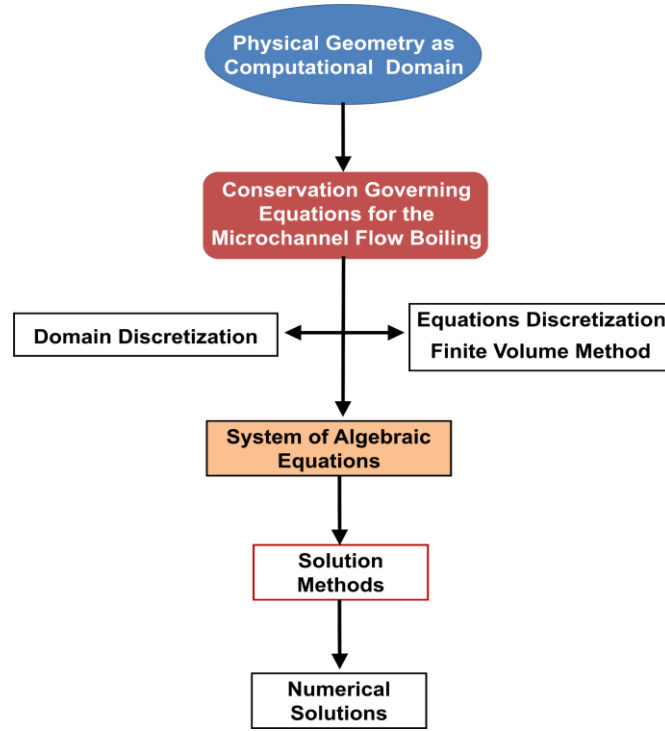 Physical Geometry as
Computational Domain
Conservation Governing
Equations for the
Microchannel Flow Boiling
Domain Discretization
Equations Discretization
Finite Volume Method
System of Algebraic
Equations
Solution
Methods
Numerical
Solutions